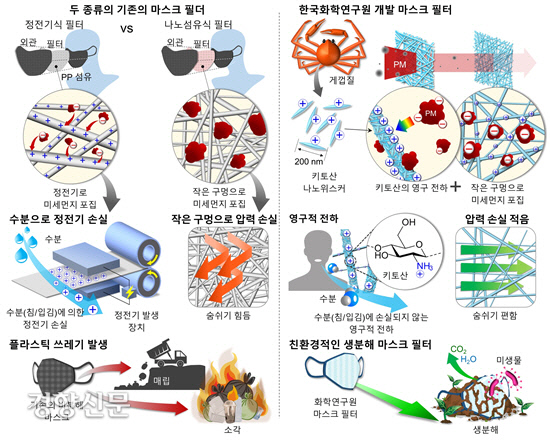 두 종류의 기존의 마스크 필더
정전기식 필터
VS
나노섬유식 필터
외관
필터
외관
필터
PP 섬유
정전기로
미세먼지 포집
작은 구멍으로
미세먼지 포집
수분으로 정전기 손실
수분
정전기 발생
장치
수분(침/입김)에 의한
정전기 손실
작은 구멍으로 압력 손실
숨쉬기 힘듬
플라스틱 쓰레기 발생
매립
마스크
소각
경향신문
한국화학연구원 개발 마스크 필터
게껍질
PM
200 nm
키토산
나노위스커
PM
키토산의 영구 전하
+
작은 구멍으로
미세먼지 포집
영구적 전하
수분
키토산
OH
HO
O
O
NH₃
수분(침/입김)에 손실되지 않는
영구적 전하
압력 손실 적음
숨쉬기 편함
친환경적인 생분해 마스크 필터
화학연구원
마스크 필터
CO₂
H₂O
미생물
생분해